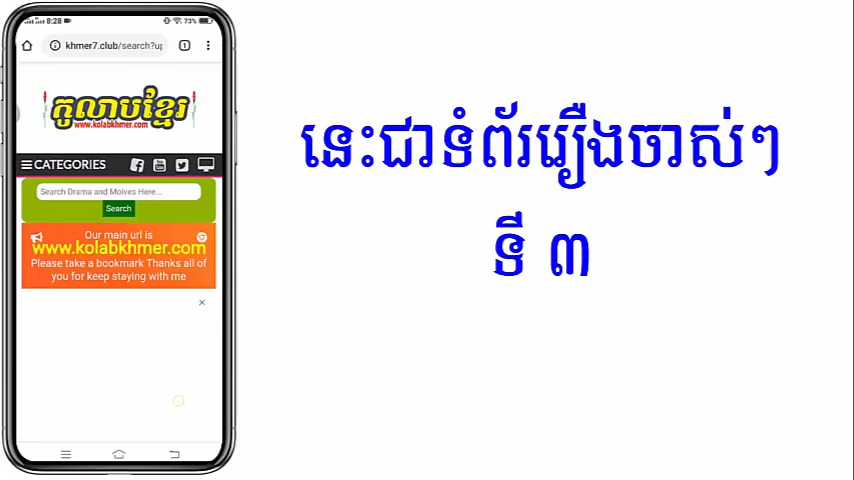 8:28
73%
khmer7.club/search?up
1
កូលាបខ្មែរ
www.kolabkhmer.com
CATEGORIES
Search Drama and Moives Here...
Search
Our main url is
www.kolabkhmer.com
Please take a bookmark Thanks all of
you for keep staying with me
នេះជាទំព័ររឿងចាស់ៗ
ទី ៣